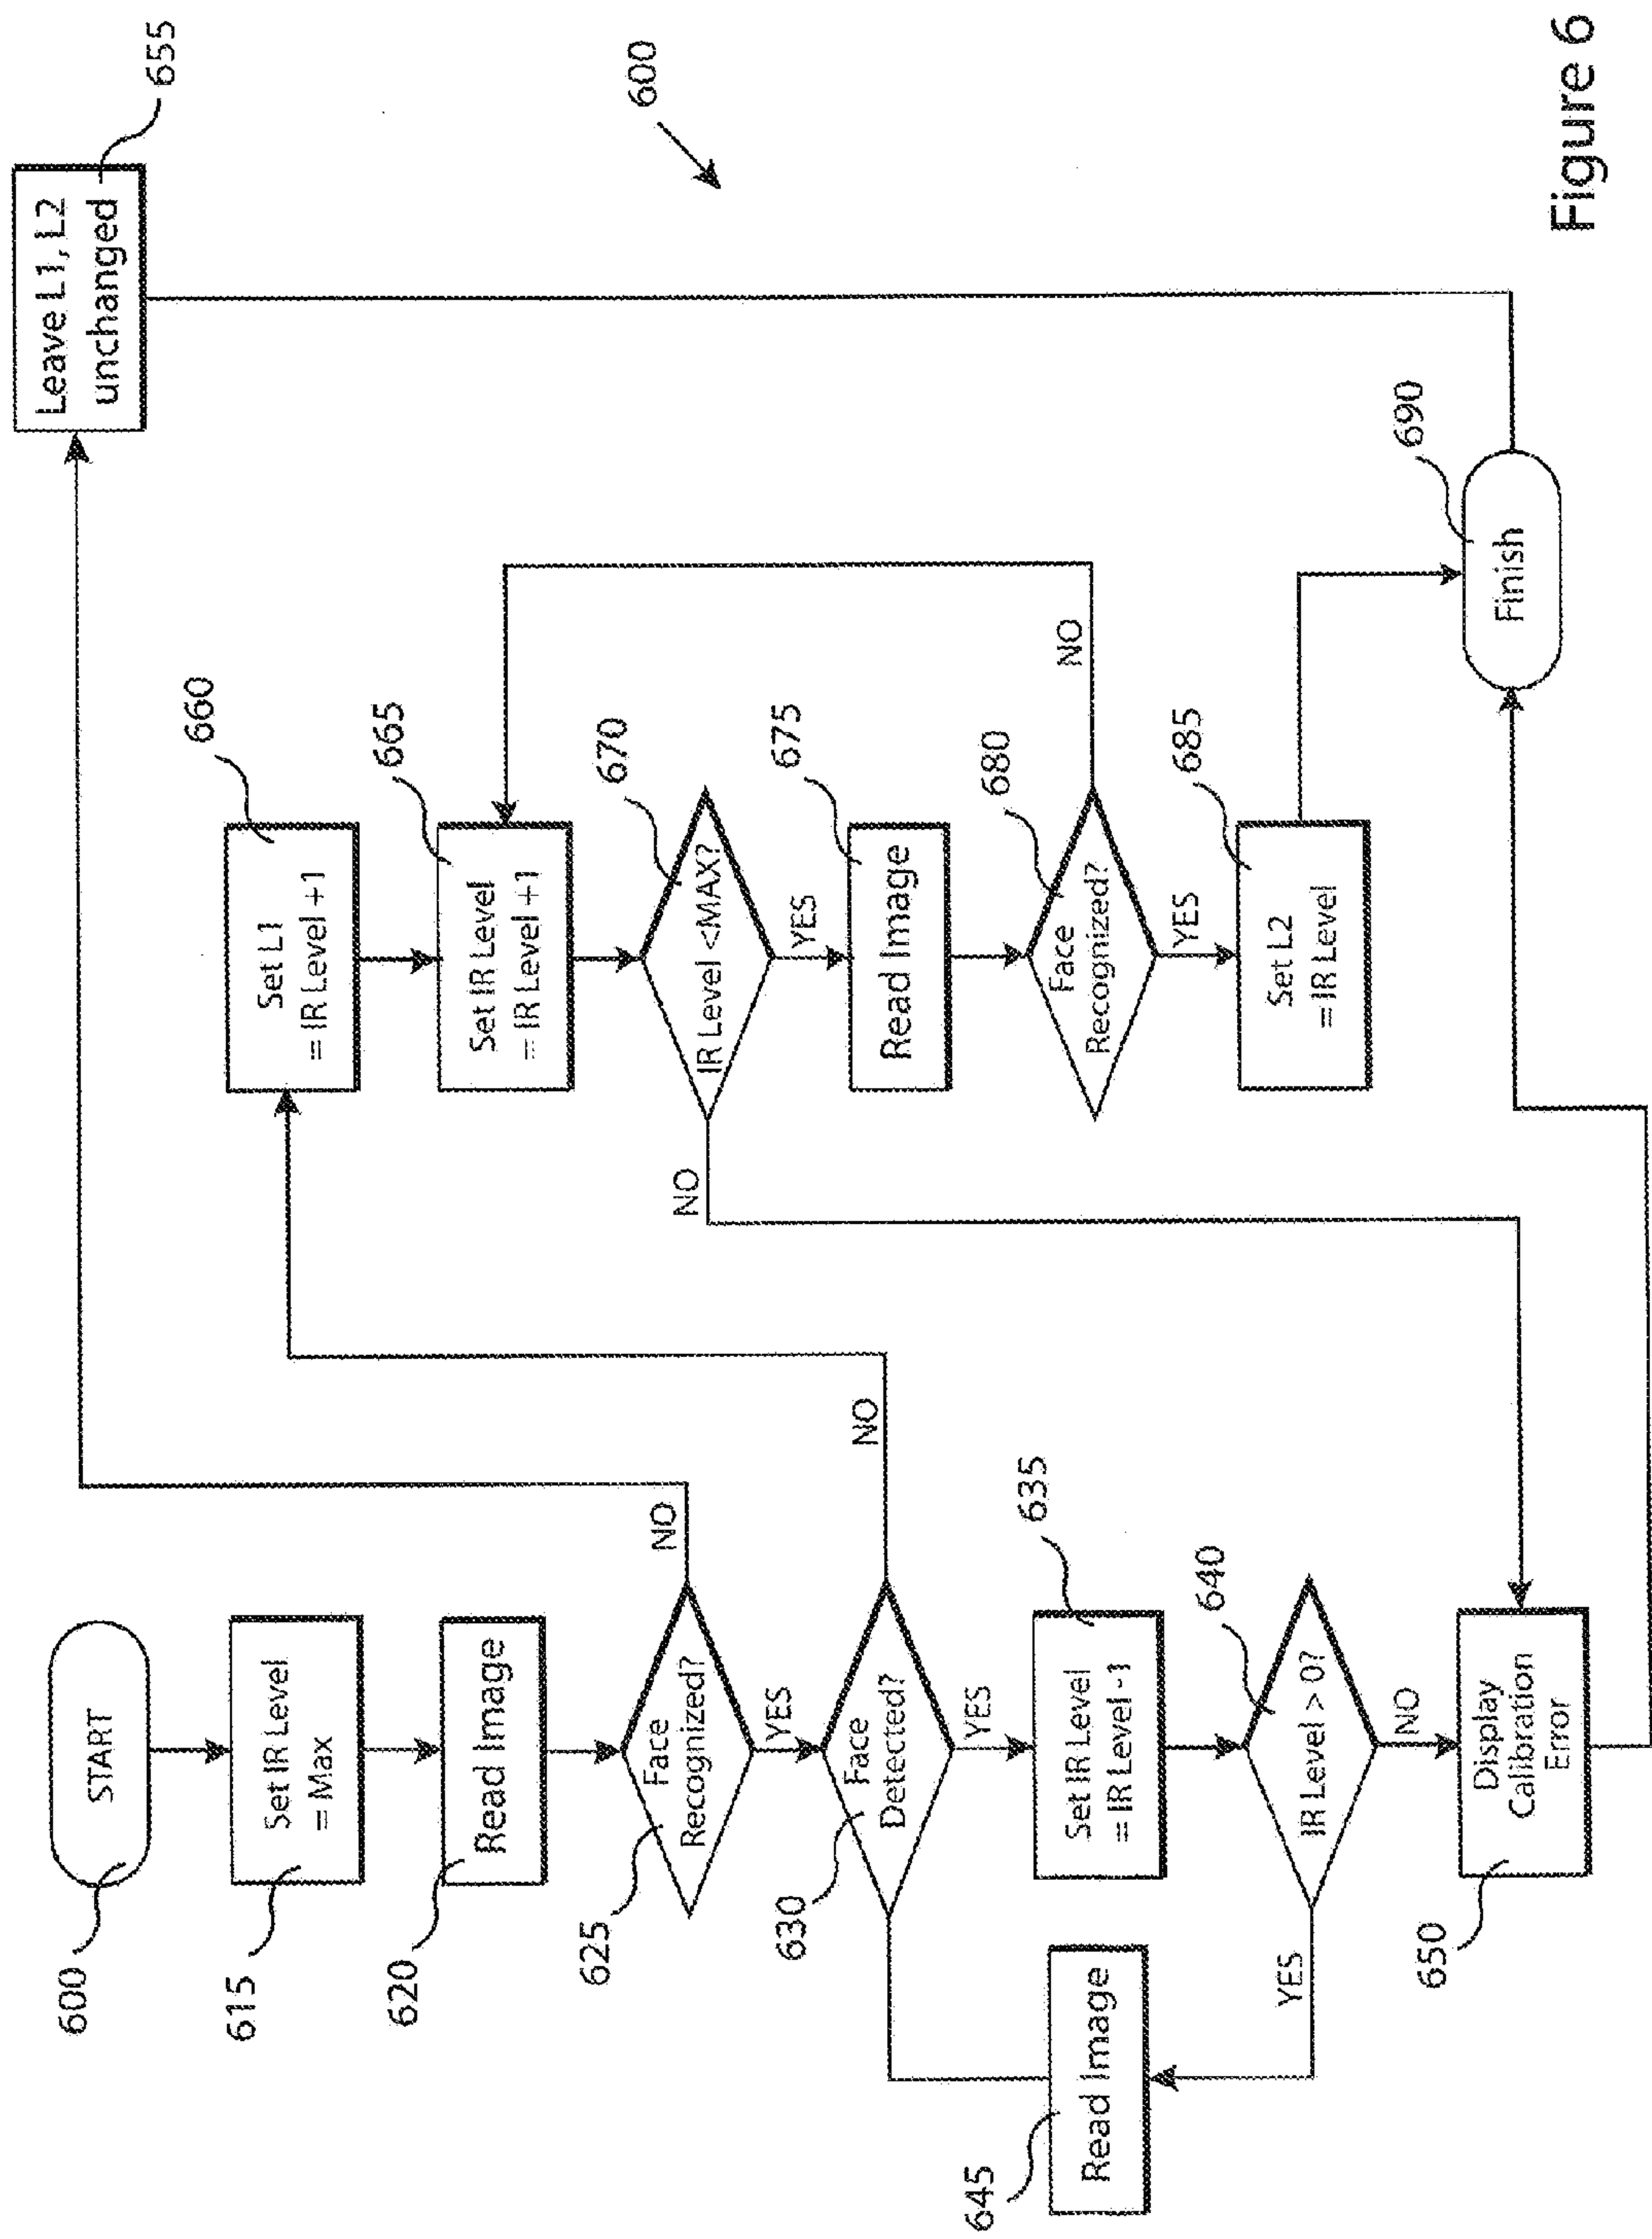 START
600
Set IR Level
= Max
615
Read Image
620
Face
Recognized?
625
NO
YES
Face
Detected?
630
NO
YES
Set IR Level
= IR Level - 1
635
IR Level > 0?
640
YES
NO
Read Image
645
Display
Calibration
Error
650
Leave L1, L2
unchanged
655
Set L1
= IR Level +1
660
Set IR Level
= IR Level +1
665
IR Level <MAX?
670
NO
YES
Read Image
675
Face
Recognized?
680
NO
YES
Set L2
=IR Level
685
Finish
690
600
Figure 6